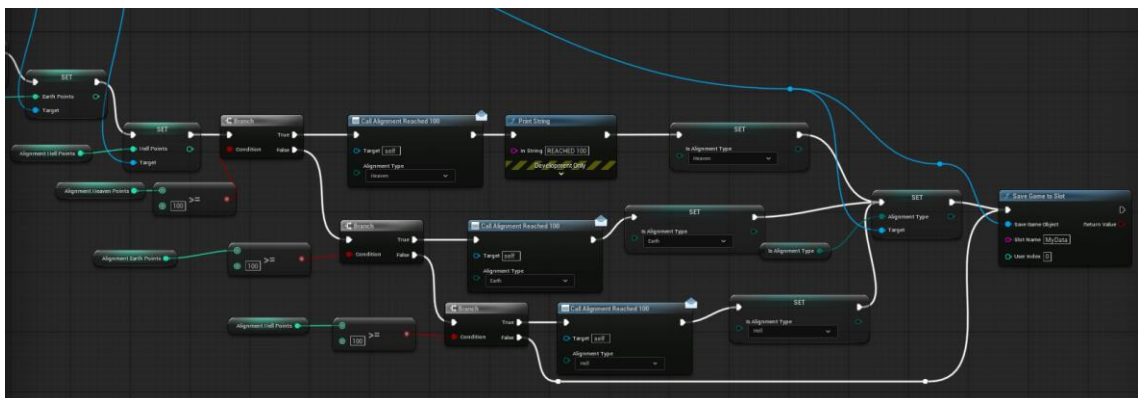 SET
Earth Points
Target
SET
Hell Points
Target
Alignment Hell Points
Branch
True
Condition
False
Call Alignment Reached 100
Target self
Alignment Type
Heaven
Print String
In String REACHED 100
Development Only
SET
Is Alignment Type
Heaven
Alignment Heaven Points
100
>=
Branch
True
Condition
False
Call Alignment Reached 100
Target self
Alignment Type
Earth
SET
Is Alignment Type
Earth
Is Alignment Type
SET
Alignment Type
Target
Save Game to Slot
Save Game Object
Return Value
Slot Name MyData
User Index 0
Alignment Earth Points
100
>=
Branch
True
Condition
False
Call Alignment Reached 100
Target self
Alignment Type
Hell
SET
Is Alignment Type
Hell
Alignment Hell Points
100
>=